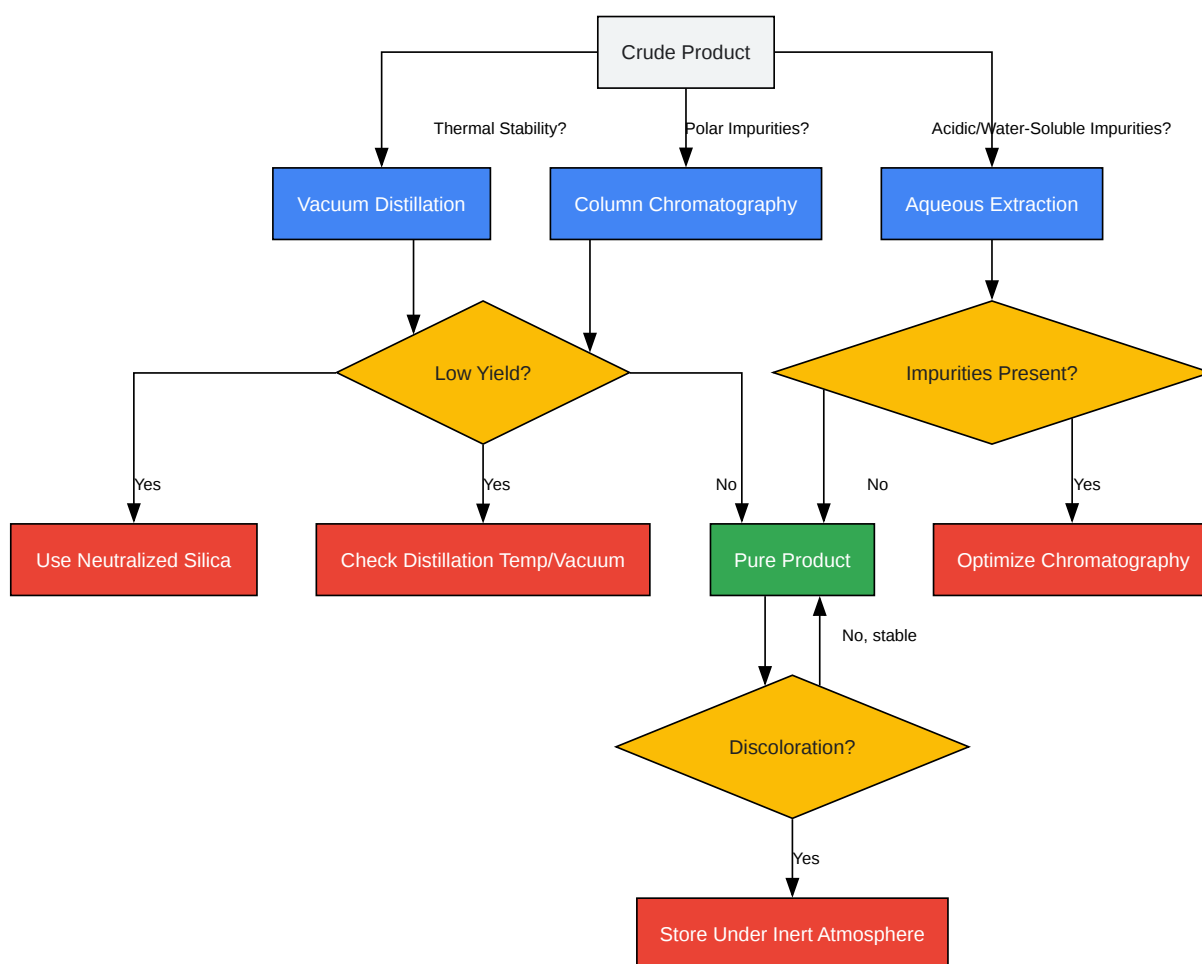 Crude Product
Thermal Stability?
Polar Impurities?
Acidic/Water-Soluble Impurities?
Vacuum Distillation
Column Chromatography
Aqueous Extraction
Low Yield?
Impurities Present?
Yes
Yes
No
No
Yes
Use Neutralized Silica
Check Distillation Temp/Vacuum
Pure Product
Optimize Chromatography
No, stable
Discoloration?
Yes
Store Under Inert Atmosphere